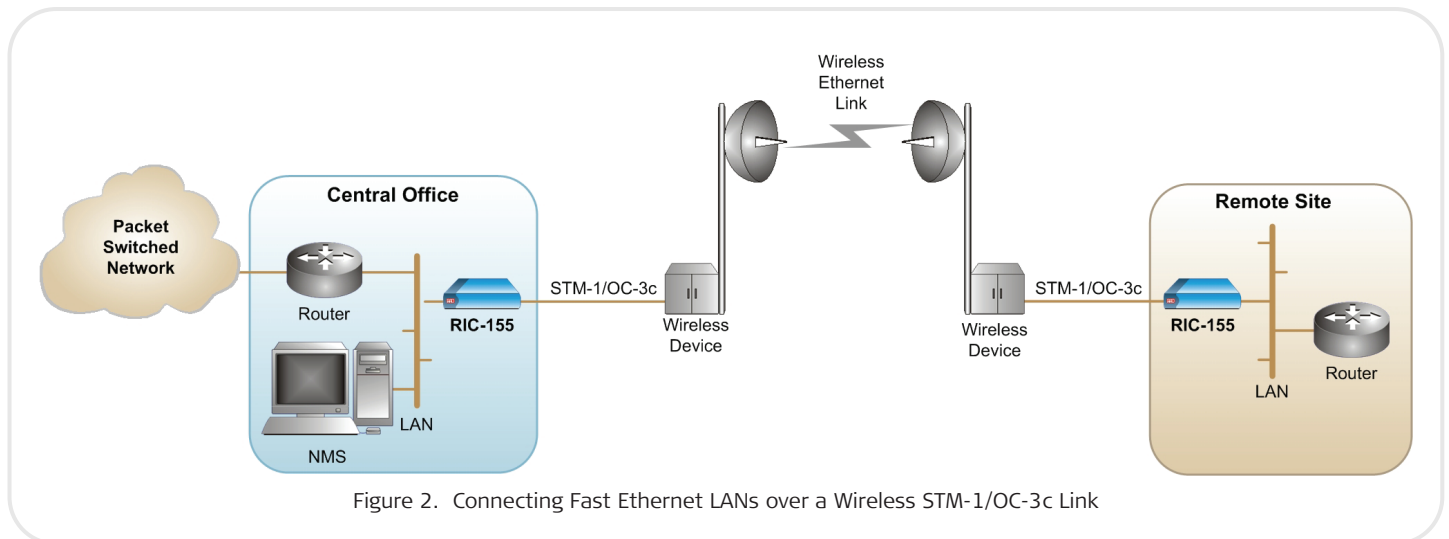 Wireless
Ethernet
Link
Central Office
Packet
Switched
Network
Router
STM-1/OC-3c
RIC-155
Wireless
Device
LAN
NMS
Wireless
Device
STM-1/OC-3c
Remote Site
RIC-155
Router
LAN
Figure 2. Connecting Fast Ethernet LANs over a Wireless STM-1/OC-3c Link